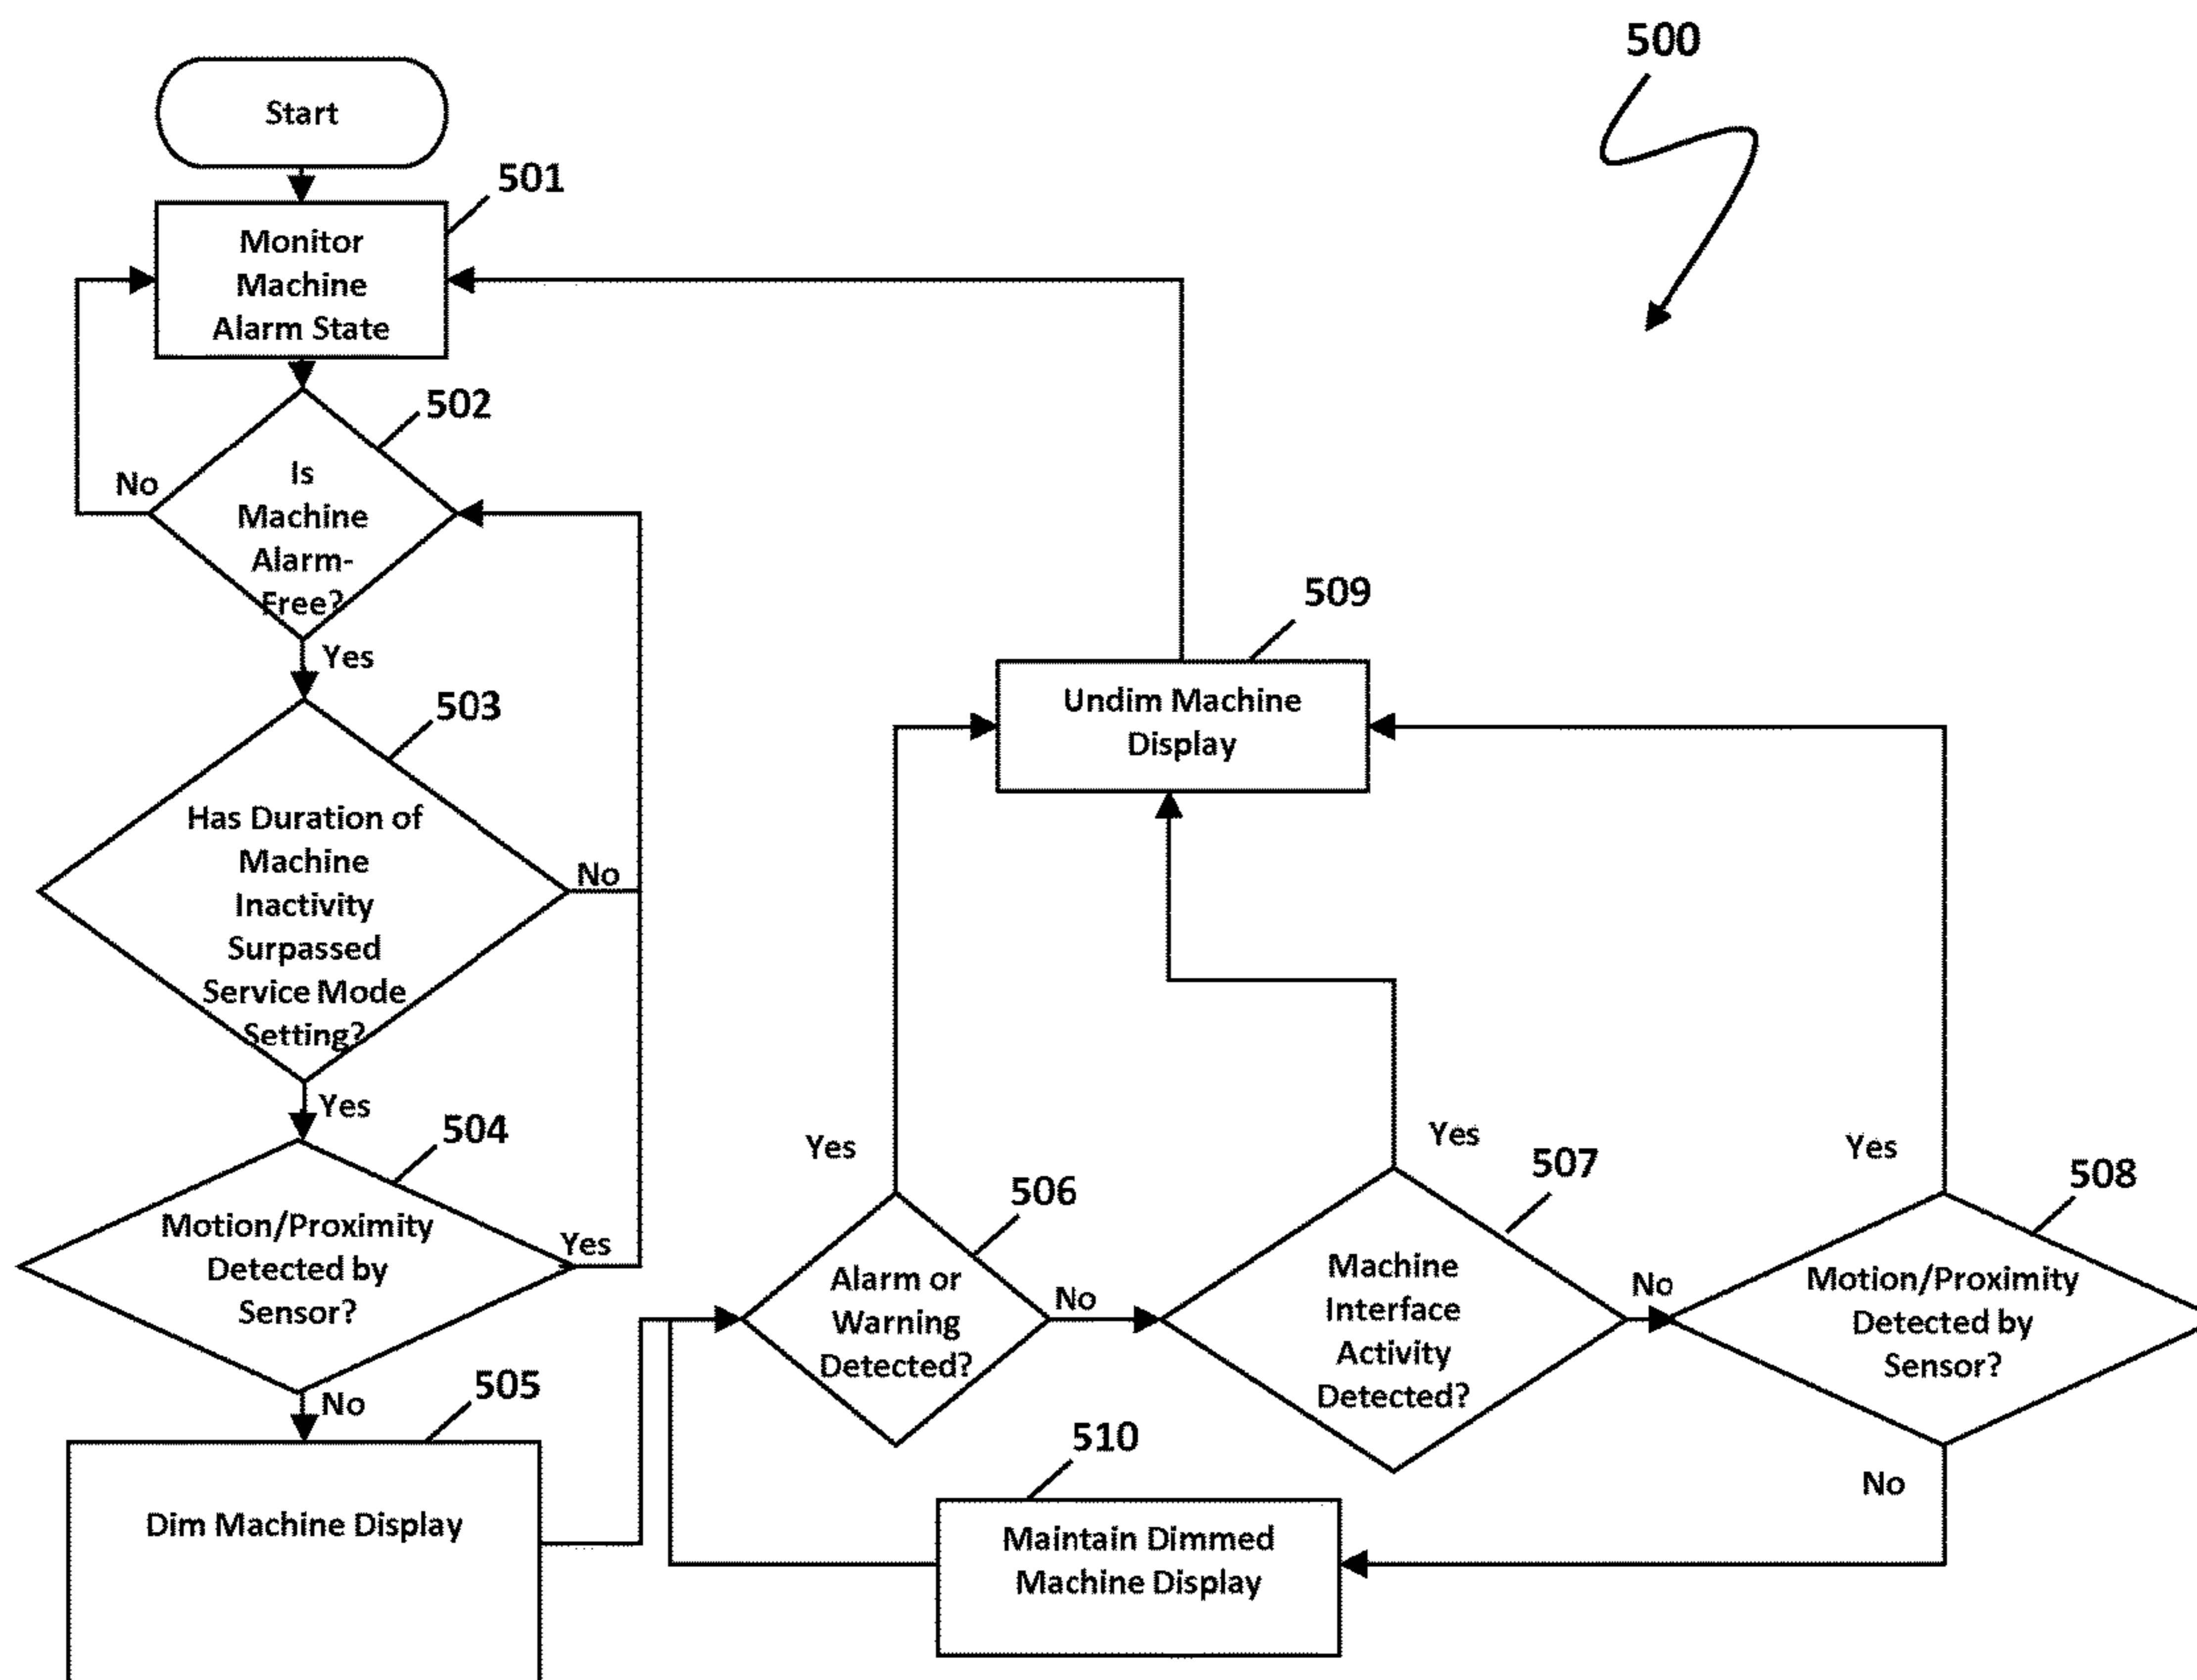 500
Start
501
Monitor
Machine
Alarm State
502
Is
Machine
Alarm-
Free?
No
Yes
503
Has Duration of
Machine
Inactivity
Surpassed
Service Mode
Setting?
No
Yes
504
Motion/Proximity
Detected by
Sensor?
Yes
No
505
Dim Machine Display
506
Alarm or
Warning
Detected?
Yes
No
507
Machine
Interface
Activity
Detected?
Yes
No
508
Motion/Proximity
Detected by
Sensor?
Yes
No
509
Undim Machine
Display
510
Maintain Dimmed
Machine Display